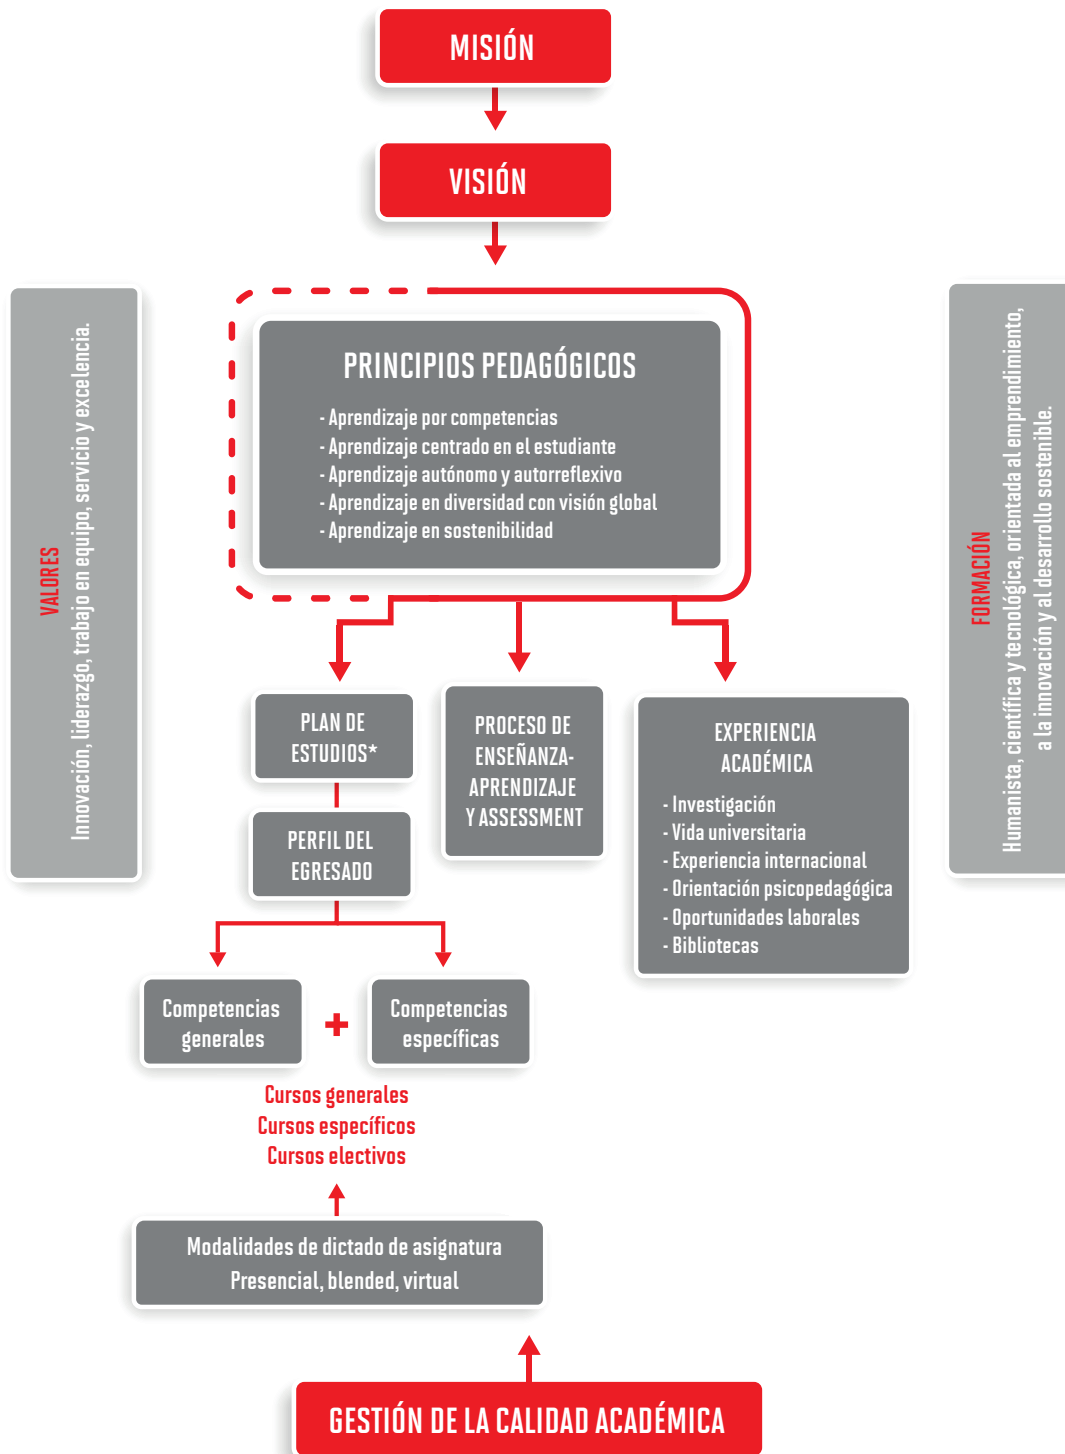 MISIÓN
VISIÓN
VALORES
Innovación, liderazgo, trabajo en equipo, servicio y excelencia.
PRINCIPIOS PEDAGÓGICOS
- Aprendizaje por competencias
- Aprendizaje centrado en el estudiante
- Aprendizaje autónomo y autorreflexivo
- Aprendizaje en diversidad con visión global
- Aprendizaje en sostenibilidad
FORMACIÓN
Humanista, científica y tecnológica, orientada al emprendimiento,
a la innovación y al desarrollo sostenible.
PLAN DE
ESTUDIOS*
PERFIL DEL
EGRESADO
PROCESO DE
ENSEÑANZA-
APRENDIZAJE
Y ASSESSMENT
EXPERIENCIA
ACADÉMICA
- Investigación
- Vida universitaria
- Experiencia internacional
- Orientación psicopedagógica
- Oportunidades laborales
- Bibliotecas
Competencias
generales
+
Competencias
específicas
Cursos generales
Cursos específicos
Cursos electivos
Modalidades de dictado de asignatura
Presencial, blended, virtual
GESTIÓN DE LA CALIDAD ACADÉMICA